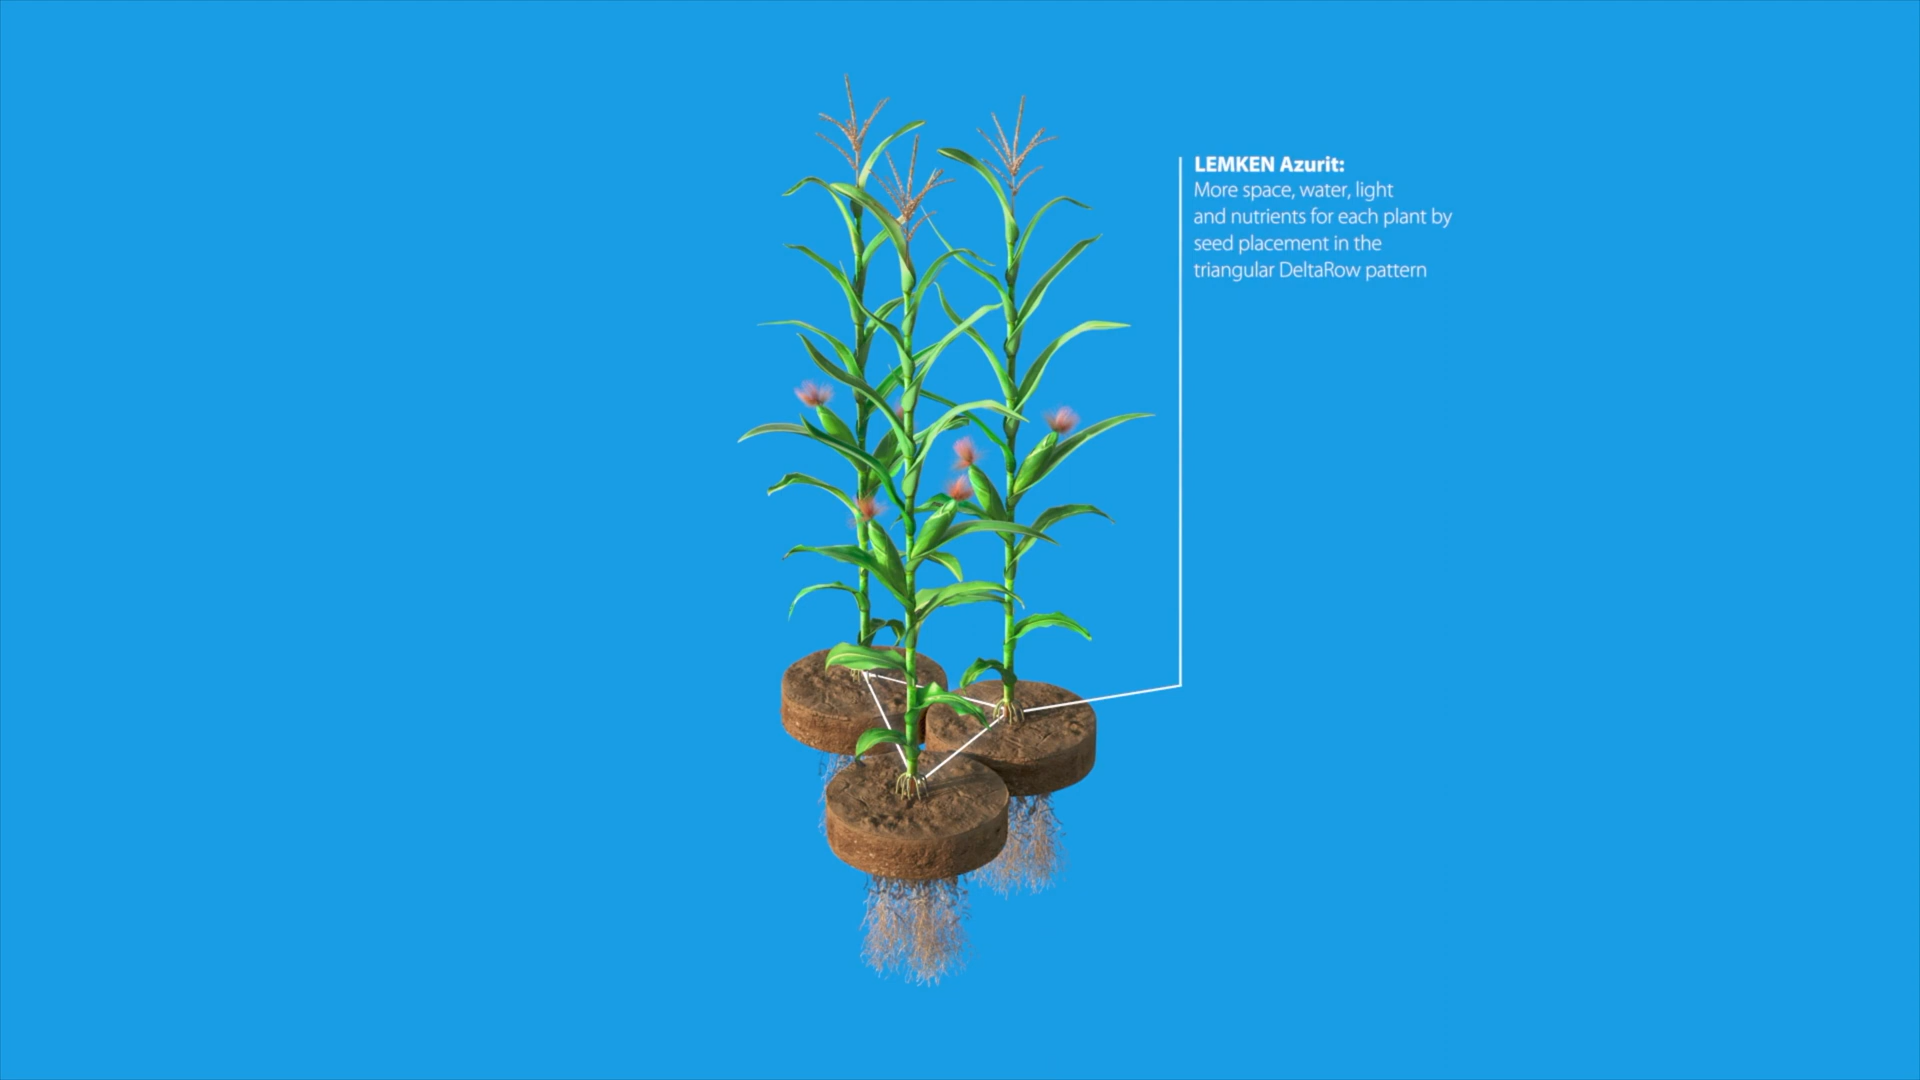 LEMKEN Azurit:
More space, water, light
and nutrients for each plant by
seed placement in the
triangular DeltaRow pattern